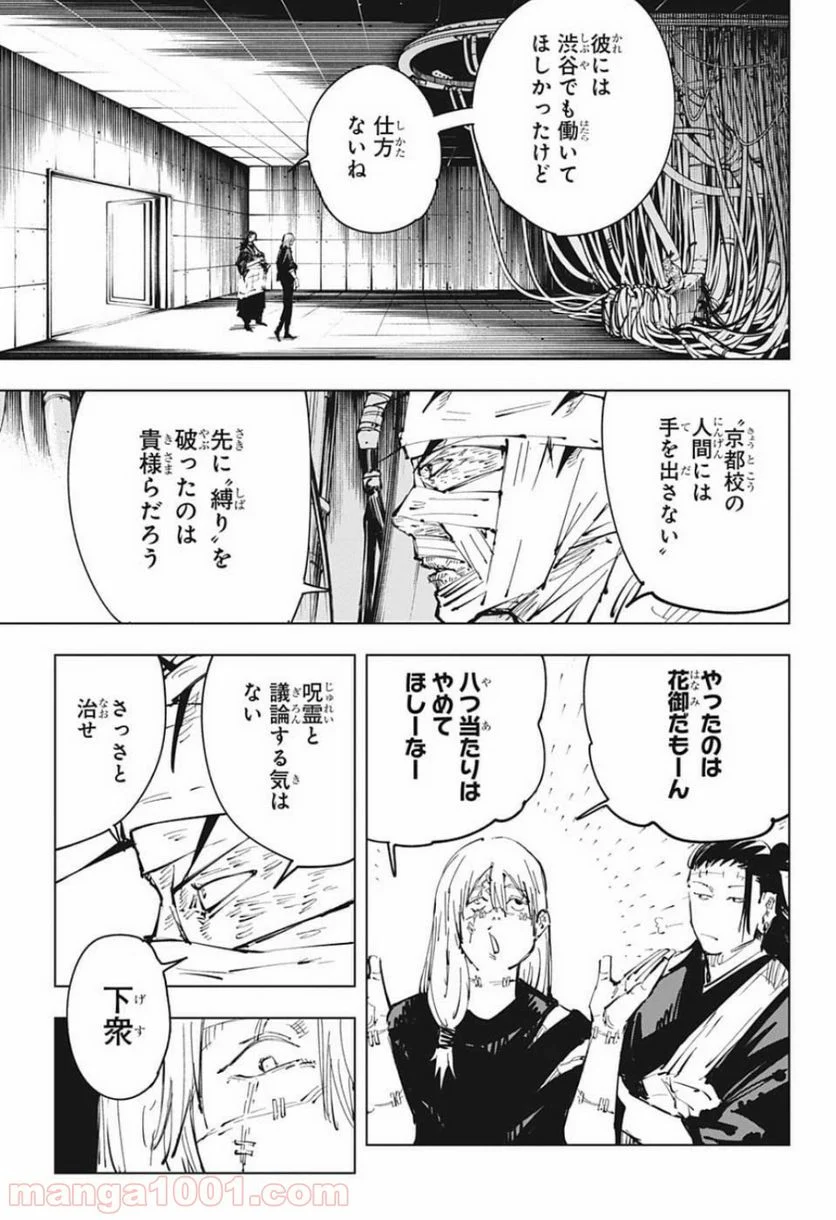 彼には
渋谷でも働いて
ほしかったけど
仕方
ないね
〝京都校の
人間には
手を出さない〟
先に〝縛り〟を
破ったのは
貴様らだろう
やったのは
花御だもーん
八つ当たりは
やめて
ほしーなー
呪霊と
議論する気は
ない
さっさと
治せ
下衆
manga1001.com